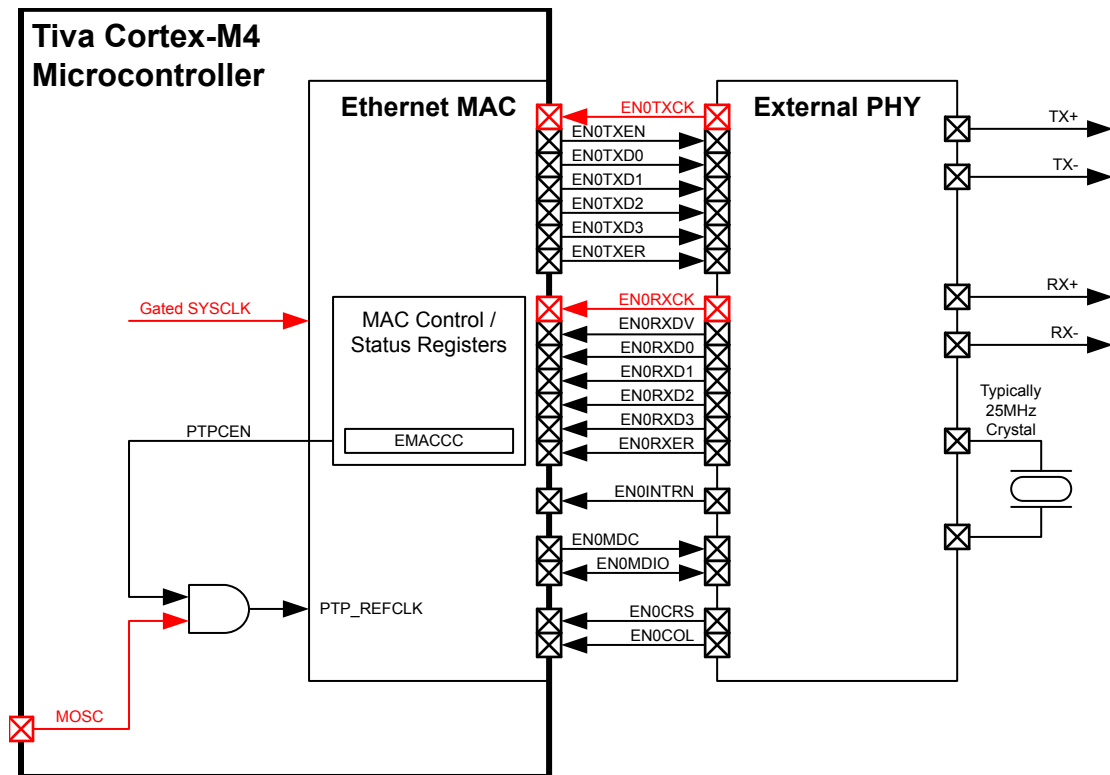 Tiva Cortex-M4
Microcontroller
Ethernet MAC
External PHY
EN0TXCK
EN0TXEN
EN0TXD0
EN0TXD1
EN0TXD2
EN0TXD3
EN0TXER
TX+
TX-
Gated SYSCLK
MAC Control /
Status Registers
EMACCC
EN0RXCK
EN0RXDV
EN0RXD0
EN0RXD1
EN0RXD2
EN0RXD3
EN0RXER
RX+
RX-
Typically
25MHz
Crystal
PTPCEN
EN0INTRN
EN0MDC
EN0MDIO
PTP_REFCLK
EN0CRS
EN0COL
MOSC